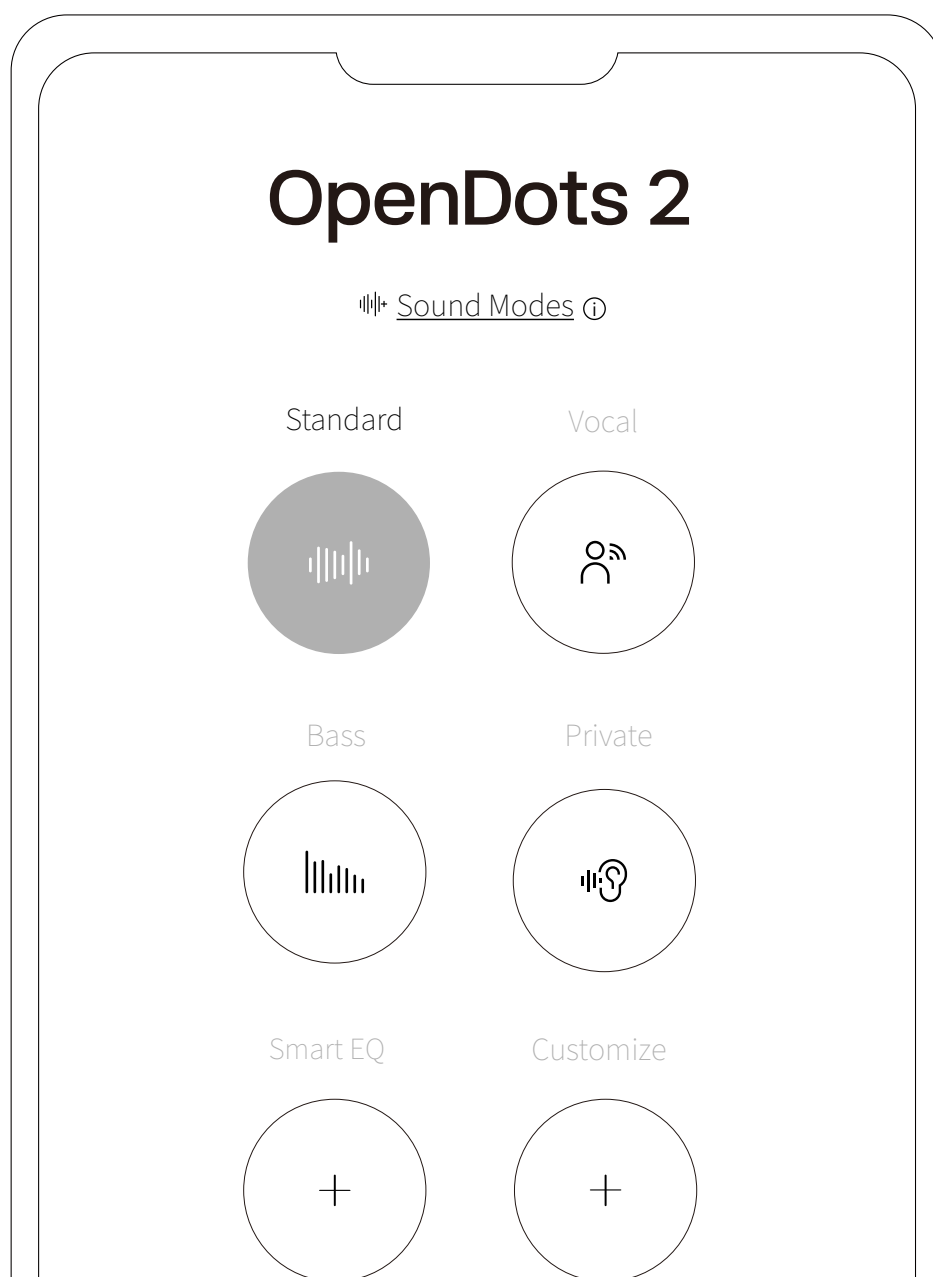 OpenDots 2
Sound Modes
Standard
Vocal
Bass
Private
Smart EQ
Customize